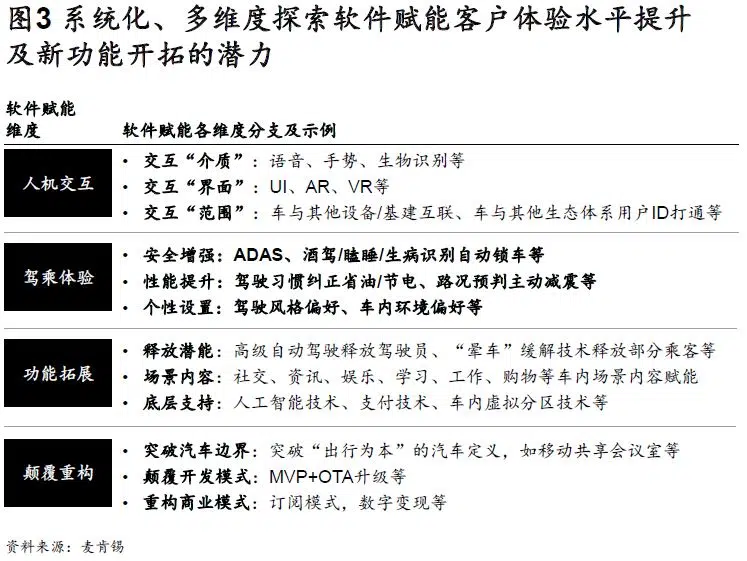 图3 系统化、多维度探索软件赋能客户体验水平提升
及新功能开拓的潜力
软件赋能
维度
软件赋能各维度分支及示例
人机交互
• 交互“介质”:语音、手势、生物识别等
• 交互“界面”:UI、AR、VR等
• 交互“范围”:车与其他设备/基建互联、车与其他生态体系用户ID打通等
驾乘体验
• 安全增强:ADAS、酒驾/瞌睡/生病识别自动锁车等
• 性能提升:驾驶习惯纠正省油/节电、路况预判主动减震等
• 个性设置:驾驶风格偏好、车内环境偏好等
功能拓展
• 释放潜能:高级自动驾驶释放驾驶员、“晕车”缓解技术释放部分乘客等
• 场景内容:社交、资讯、娱乐、学习、工作、购物等车内场景内容赋能
• 底层支持:人工智能技术、支付技术、车内虚拟分区技术等
颠覆重构
• 突破汽车边界:突破“出行为本”的汽车定义,如移动共享会议室等
• 颠覆开发模式:MVP+OTA升级等
• 重构商业模式:订阅模式,数字变现等
资料来源:麦肯锡